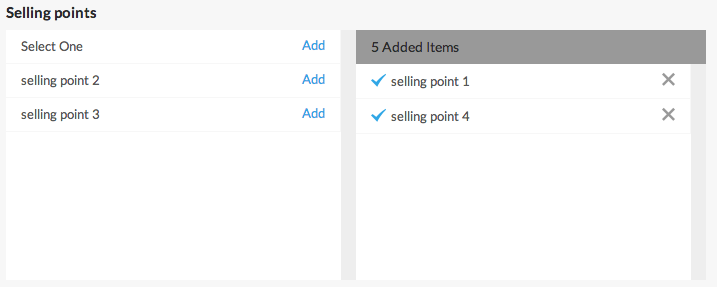 Selling points
Select One Add
selling point 2 Add
selling point 3 Add
5 Added Items
selling point 1
selling point 4